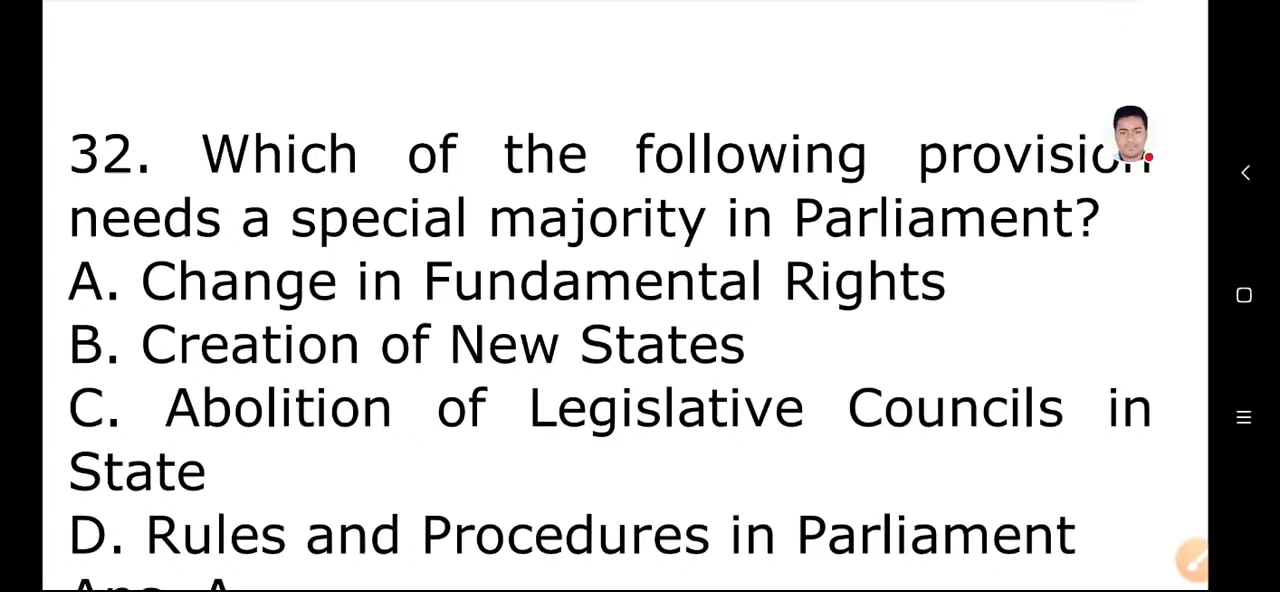 32. Which of the following provision
needs a special majority in Parliament?
A. Change in Fundamental Rights
B. Creation of New States
C. Abolition of Legislative Councils in
State
D. Rules and Procedures in Parliament
Ans. A